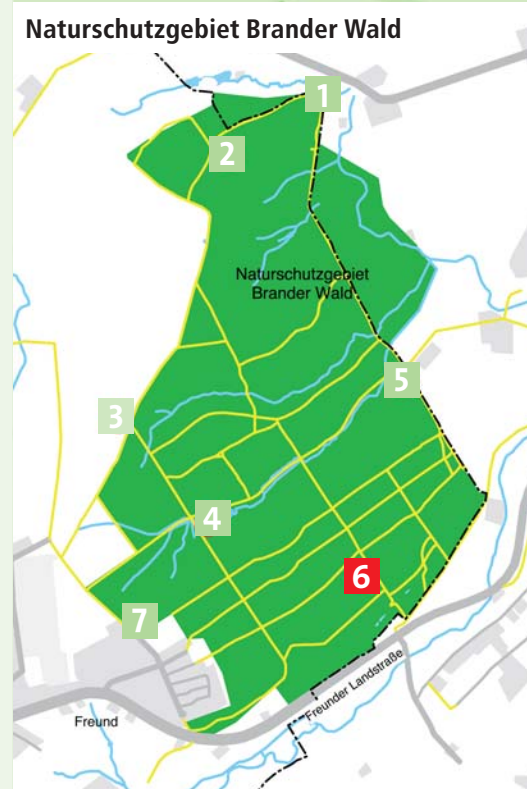 Naturschutzgebiet Brander Wald
1
2
Naturschutzgebiet
Brander Wald
5
3
4
6
7
Freunder Landstraße
Freund